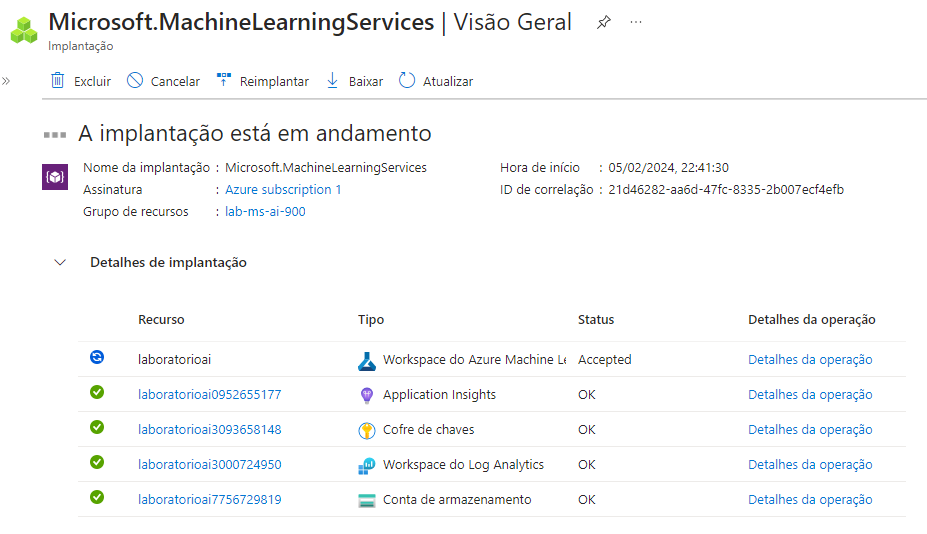 Microsoft.MachineLearningServices | Visão Geral
Implantação
Excluir Cancelar Reimplantar Baixar Atualizar
A implantação está em andamento
Nome da implantação : Microsoft.MachineLearningServices Hora de início : 05/02/2024, 22:41:30
Assinatura : Azure subscription 1 ID de correlação : 21d46282-aa6d-47fc-8335-2b007ecf4efb
Grupo de recursos : lab-ms-ai-900
Detalhes de implantação
Recurso Tipo Status Detalhes da operação
laboratorioai Workspace do Azure Machine Le Accepted Detalhes da operação
laboratorioai0952655177 Application Insights OK Detalhes da operação
laboratorioai3093658148 Cofre de chaves OK Detalhes da operação
laboratorioai3000724950 Workspace do Log Analytics OK Detalhes da operação
laboratorioai7756729819 Conta de armazenamento OK Detalhes da operação